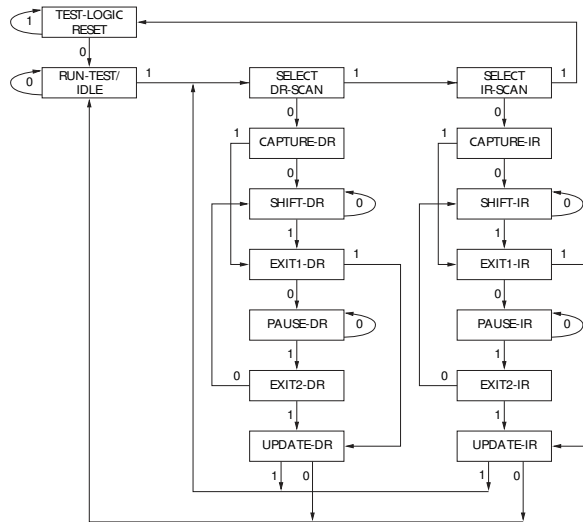 TEST-LOGIC
RESET
1
0
RUN-TEST/
IDLE
0
1
SELECT
DR-SCAN
1
SELECT
IR-SCAN
1
0
0
1
CAPTURE-DR
1
CAPTURE-IR
0
0
SHIFT-DR
0
SHIFT-IR
0
1
1
EXIT1-DR
1
EXIT1-IR
1
0
0
PAUSE-DR
0
PAUSE-IR
0
1
1
0
EXIT2-DR
0
EXIT2-IR
1
1
UPDATE-DR
UPDATE-IR
1
0
1
0